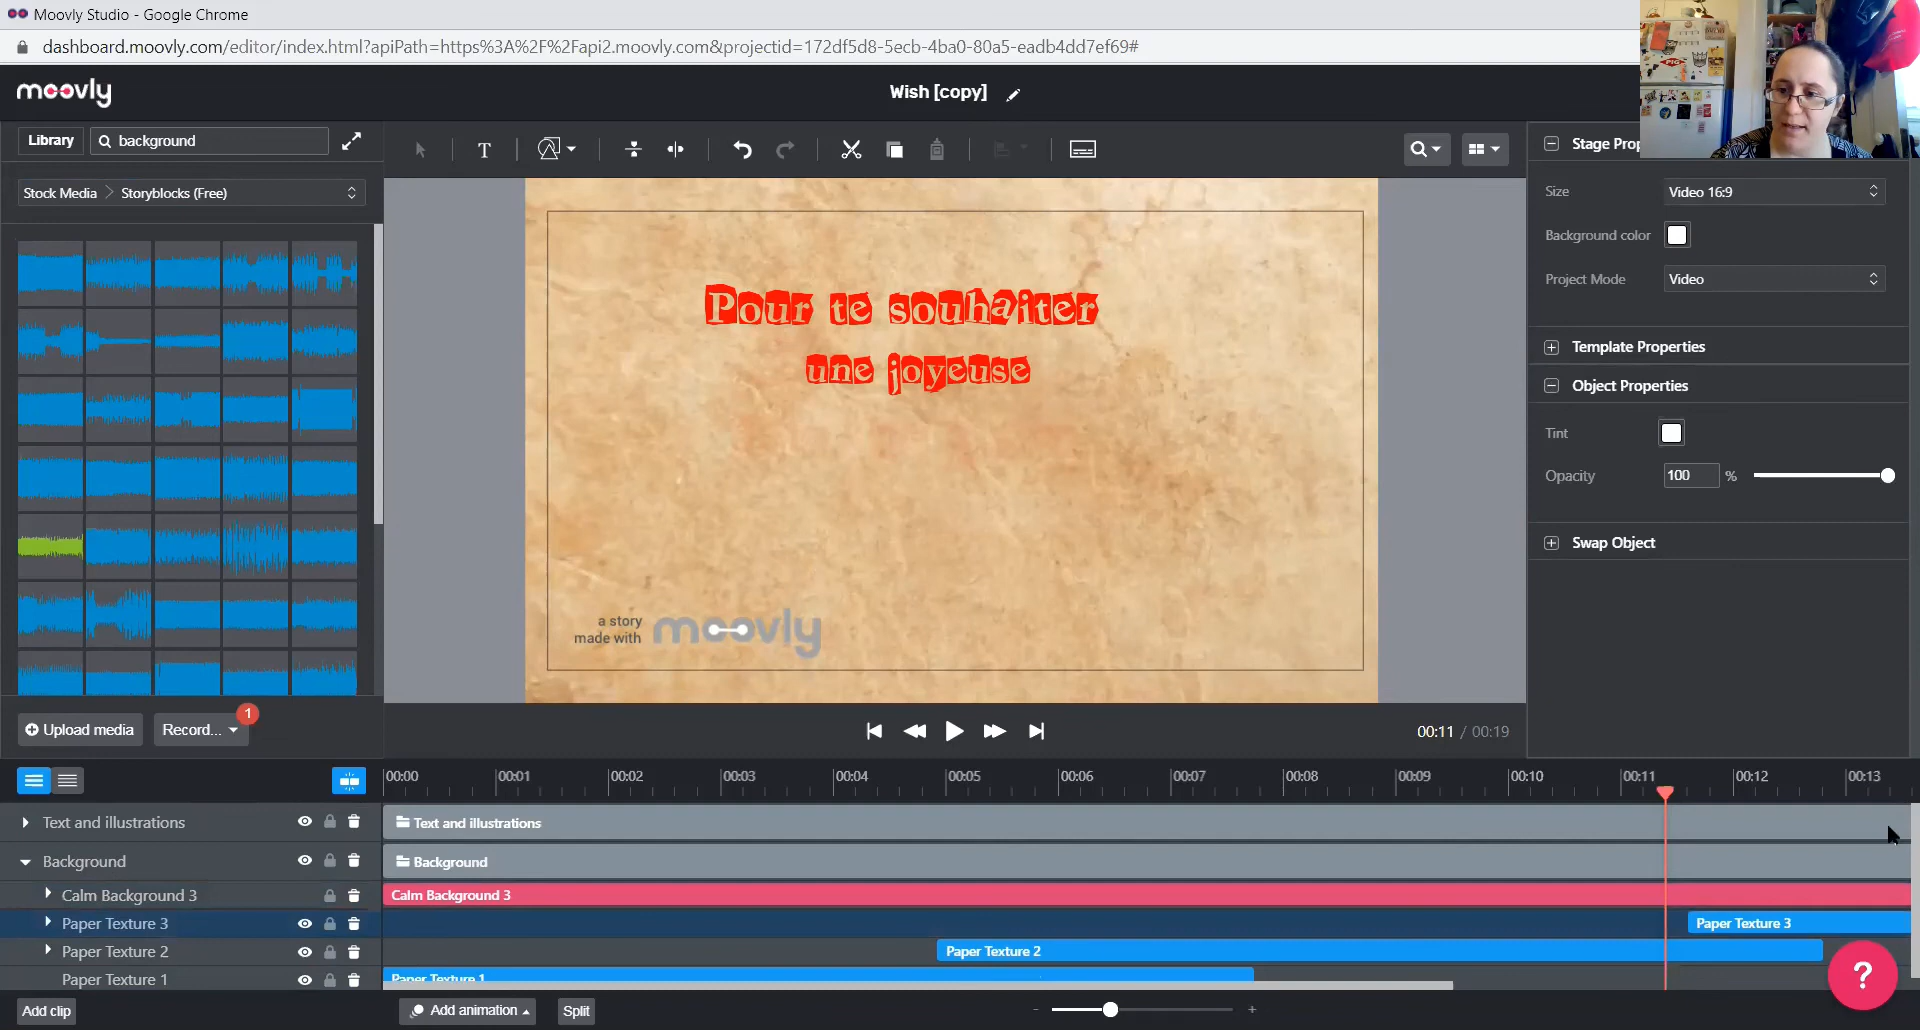 Moovly Studio - Google Chrome
dashboard.moovly.com/editor/index.html?apiPath=https%3A%2F%2Fapi2.moovly.com&projectid=172df5d8-5ecb-4ba0-80a5-eadb4dd7ef69#
moovly
Wish [copy]
Library
background
T
Stage Prop
Stock Media > Storyblocks (Free)
Size
Video 16:9
Background color
Project Mode
Video
Template Properties
Object Properties
Tint
Opacity
100 %
Swap Object
Pour te souhaiter
une joyeuse
a story
made with
moovly
Upload media
Record...
1
00:11 / 00:19
00:00 00:01 00:02 00:03 00:04 00:05 00:06 00:07 00:08 00:09 00:10 00:11 00:12 00:13
Text and illustrations
Text and illustrations
Background
Background
Calm Background 3
Calm Background 3
Paper Texture 3
Paper Texture 3
Paper Texture 2
Paper Texture 2
Paper Texture 1
Paper Texture 1
?
Add clip
Add animation
Split
- +